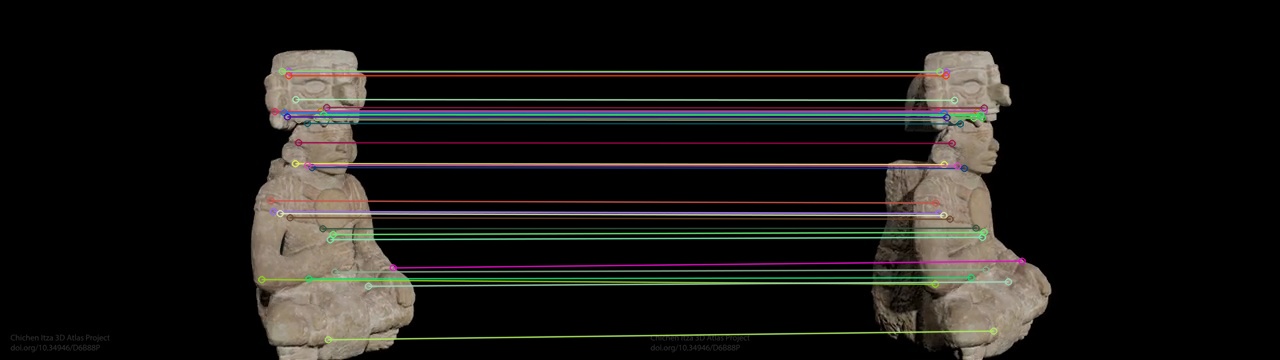 Chichen Itza 3D Atlas Project
doi.org/10.34946/D6B88P
Chichen Itza 3D Atlas Project
doi.org/10.34946/D6B88P